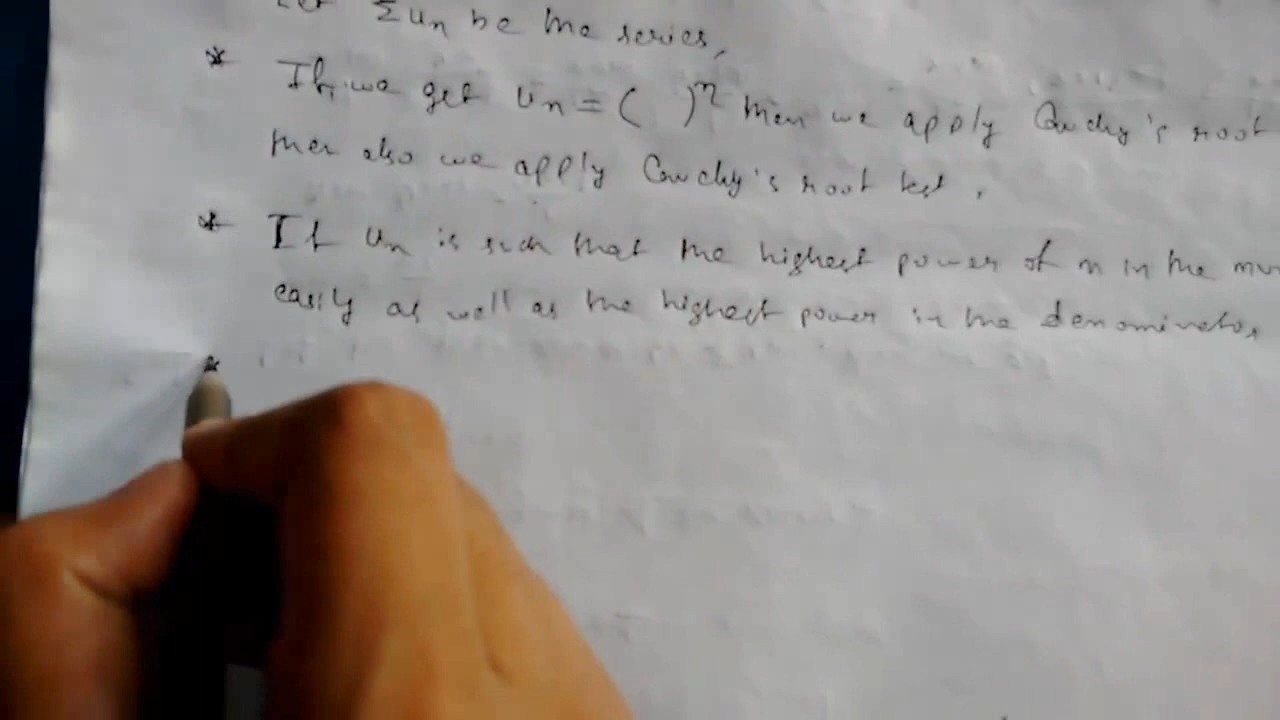 Let Σun be the series,
* If, we get Un = ( )^n then we apply Cauchy's root
then also we apply Cauchy's root test.
* If Un is such that the highest power of n in the
easily as well as the highest power in the denominator
*